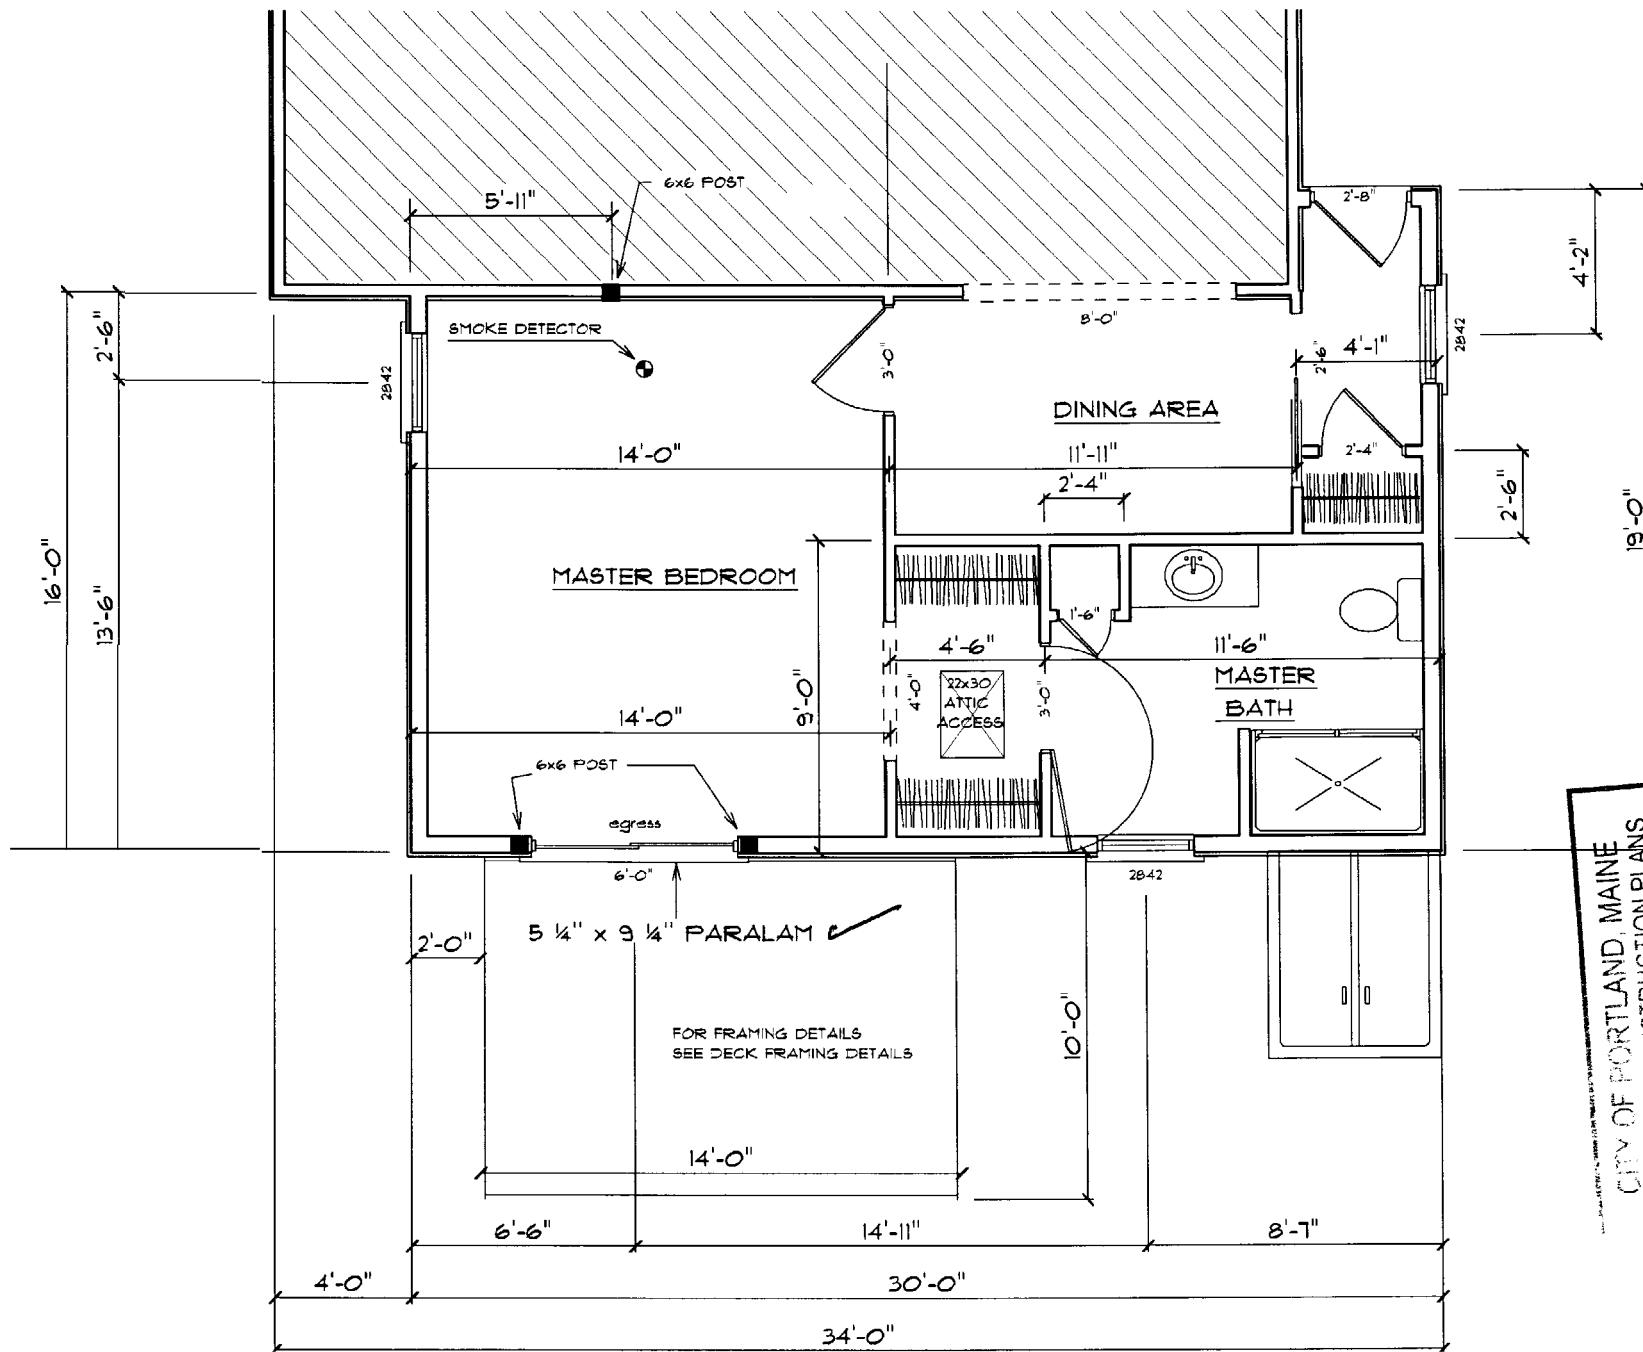 6x6 POST
5'-11"
2'-8"
4'-2"
2'-6"
SMOKE DETECTOR
8'-0"
2842
2842
3'-0"
2'-6"
4'-1"
DINING AREA
14'-0"
11'-11"
2'-4"
2'-4"
2'-6"
19'-0"
16'-0"
13'-6"
MASTER BEDROOM
1'-6"
4'-6"
11'-6"
9'-0"
4'-0"
22x30
ATTIC
ACCESS
3'-0"
MASTER
BATH
14'-0"
6x6 POST
egress
6'-0"
2842
5 ¼" x 9 ¼" PARALAM
2'-0"
10'-0"
FOR FRAMING DETAILS
SEE DECK FRAMING DETAILS
CITY OF PORTLAND, MAINE
PLANS
14'-0"
6'-6"
14'-11"
8'-7"
4'-0"
30'-0"
34'-0"